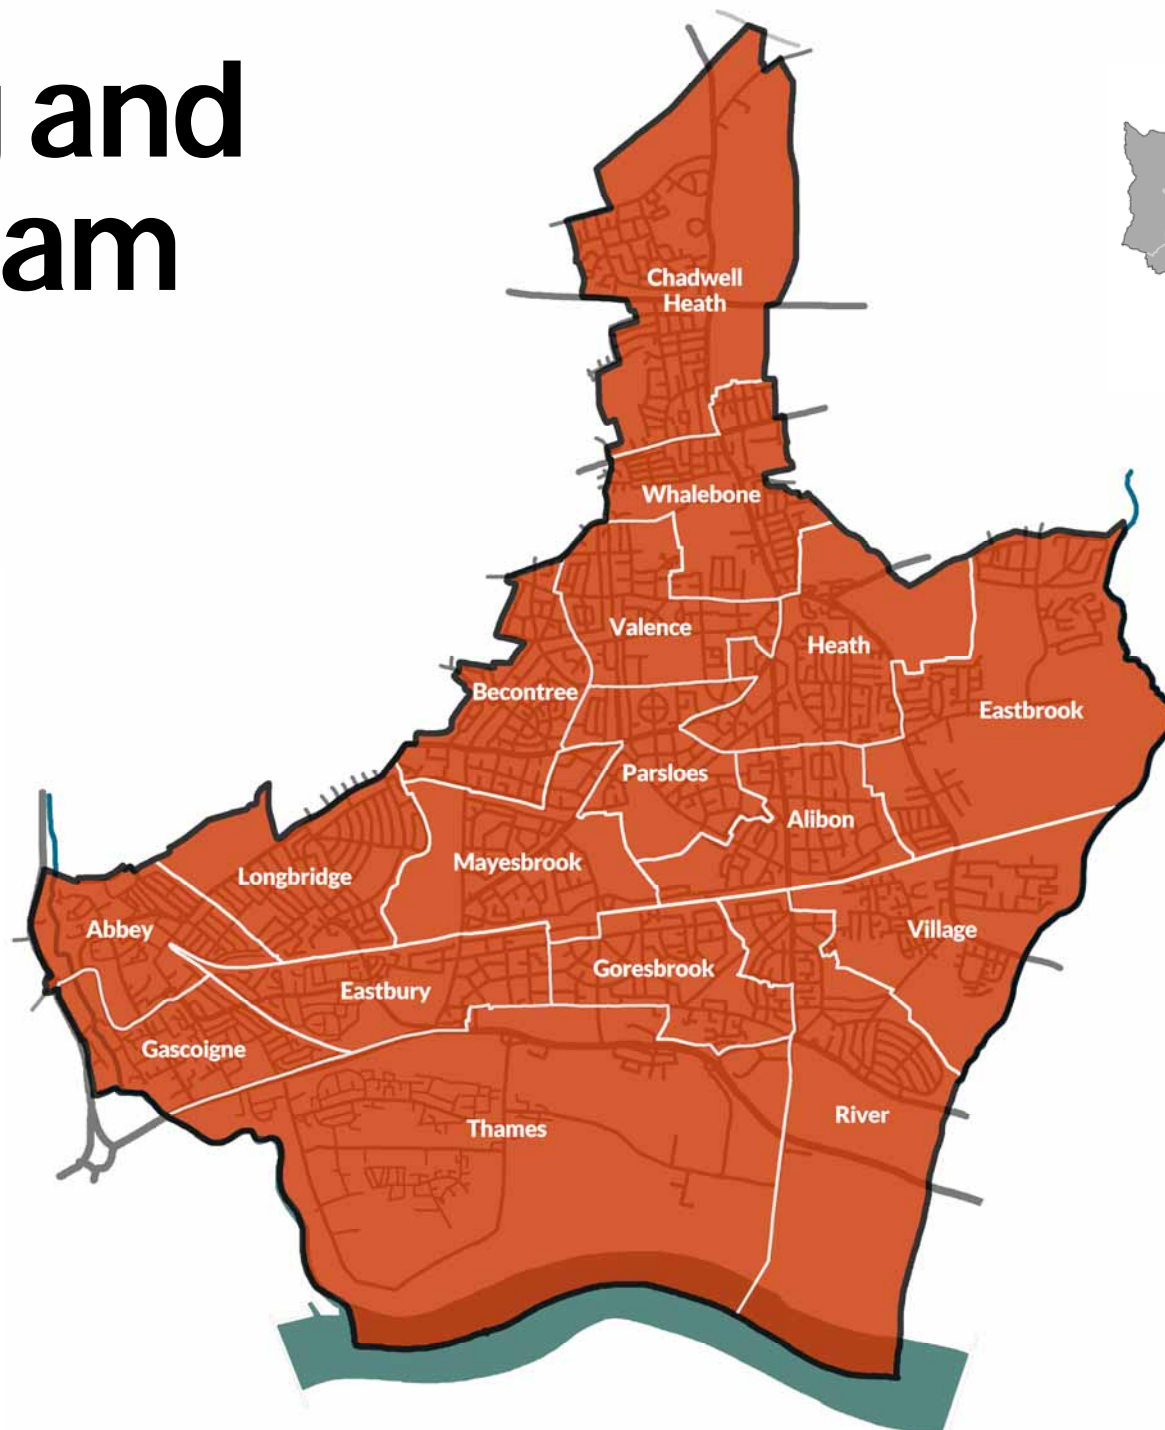 and
am
Chadwell
Heath
Whalebone
Valence
Heath
Becontree
Eastbrook
Parsloes
Alibon
Mayesbrook
Longbridge
Abbey
Village
Goresbrook
Eastbury
Gascoigne
River
Thames